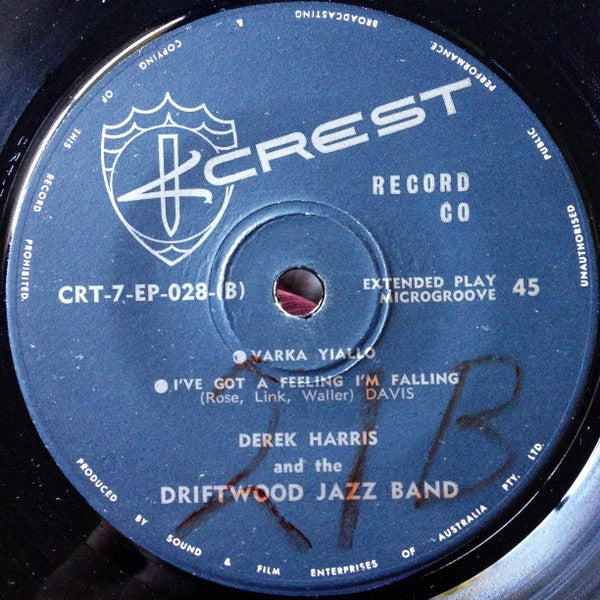 CREST
RECORD
CO
CRT-7-EP-028-(B)
EXTENDED PLAY
MICROGROOVE 45
● VARKA YIALLO
● I'VE GOT A FEELING I'M FALLING
(Rose, Link, Waller) DAVIS
DEREK HARRIS
and the
DRIFTWOOD JAZZ BAND
21B
PRODUCED BY SOUND & FILM ENTERPRISES OF AUSTRALIA PTY. LTD.
UNAUTHORISED PUBLIC PERFORMANCE BROADCASTING & COPYING OF THIS RECORD PROHIBITED.